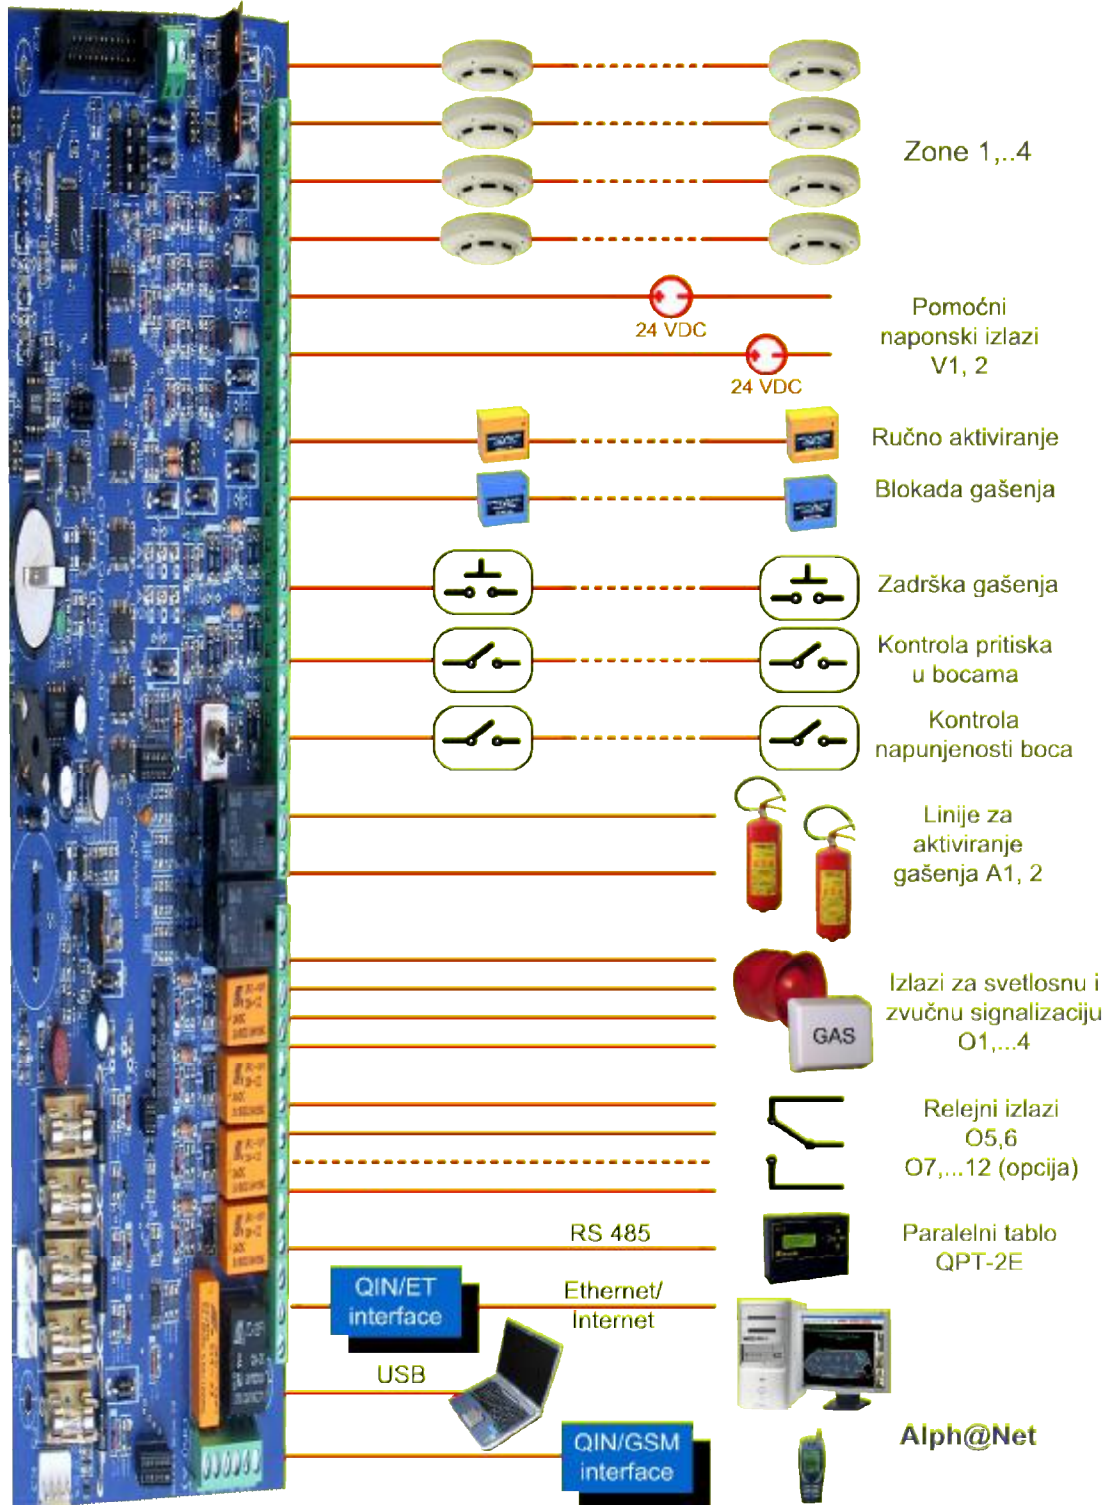 Zone 1,..4
24 VDC
24 VDC
Pomoćni
naponski izlazi
V1, 2
Ručno aktiviranje
Blokada gašenja
Zadrška gašenja
Kontrola pritiska
u bocama
Kontrola
napunjenosti boca
Linije za
aktiviranje
gašenja A1, 2
GAS
Izlazi za svetlosnu i
zvučnu signalizaciju
O1,...4
Relejni izlazi
O5,6
O7,...12 (opcija)
RS 485
Paralelni tablo
QPT-2E
QIN/ET
interface
Ethernet/
Internet
USB
QIN/GSM
interface
Alph@Net